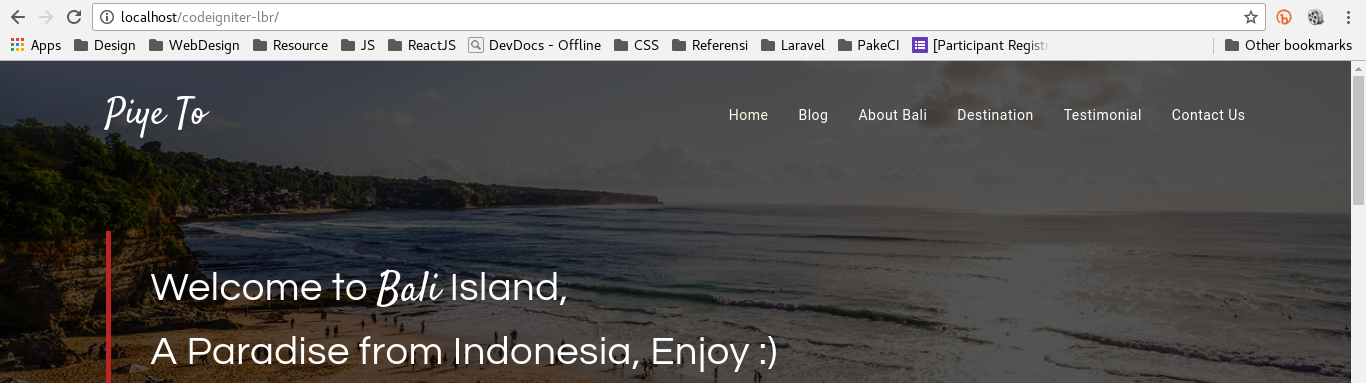 localhost/codeigniter-lbr/
Apps Design WebDesign Resource JS ReactJS DevDocs - Offline CSS Referensi Laravel PakeCI [Participant Registr Other bookmarks
Piye To Home Blog About Bali Destination Testimonial Contact Us
Welcome to Bali Island,
A Paradise from Indonesia, Enjoy :)